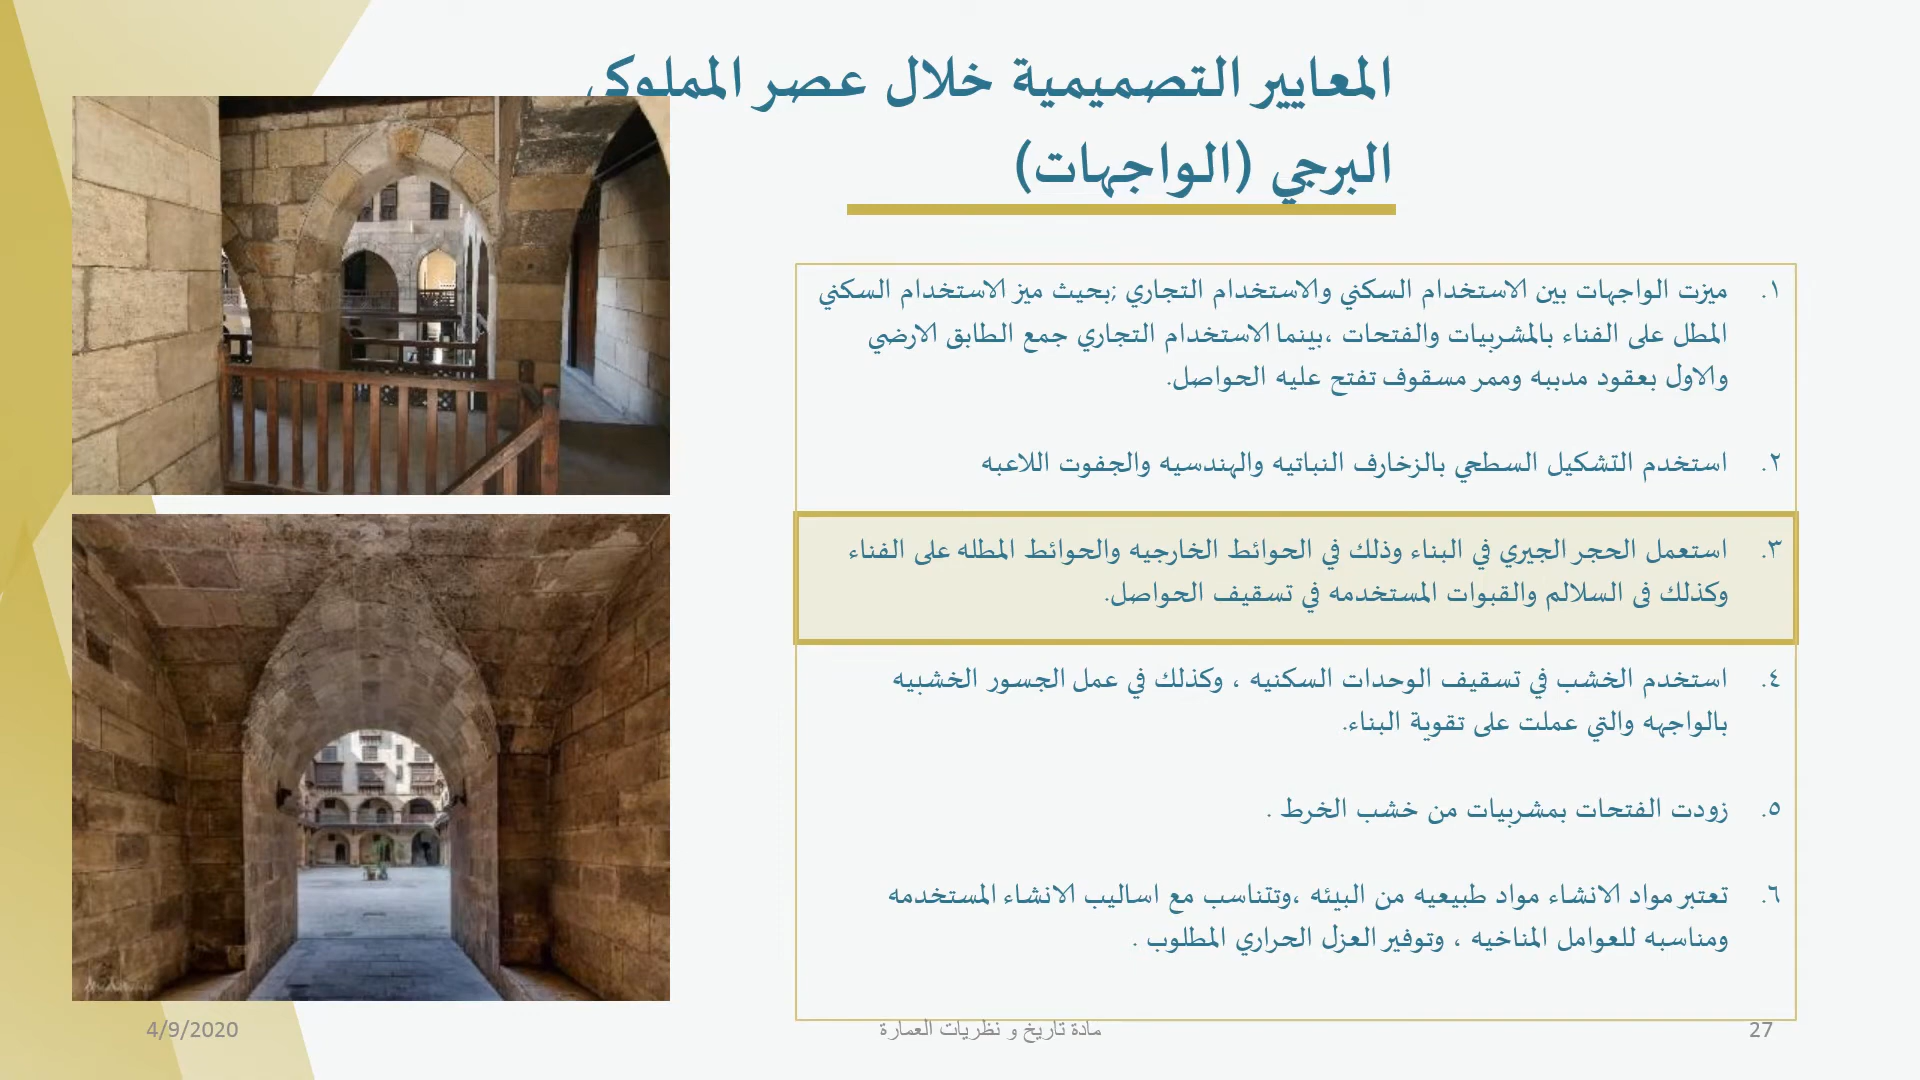 المعايير التصميمية خلال عصر المملوكي
البرجي (الواجهات)
١. ميزت الواجهات بين الاستخدام السكني والاستخدام التجاري ;بحيث ميز الاستخدام السكني
المطل على الفناء بالمشربيات والفتحات ،بينما الاستخدام التجاري جمع الطابق الارضي
والاول بعقود مدببه وممر مسقوف تفتح عليه الحواصل.
٢. استخدم التشكيل السطحي بالزخارف النباتيه والهندسيه والجفوت اللاعبه
٣. استعمل الحجر الجيري في البناء وذلك في الحوائط الخارجيه والحوائط المطله على الفناء
وكذلك فى السلالم والقبوات المستخدمه في تسقيف الحواصل.
٤. استخدم الخشب في تسقيف الوحدات السكنيه ، وكذلك في عمل الجسور الخشبيه
بالواجهه والتي عملت على تقوية البناء.
٥. زودت الفتحات بمشربيات من خشب الخرط .
٦. تعتبر مواد الانشاء مواد طبيعيه من البيئه ،وتتناسب مع اساليب الانشاء المستخدمه
ومناسبه للعوامل المناخيه ، وتوفير العزل الحراري المطلوب .
4/9/2020
مادة تاريخ و نظريات العمارة
27